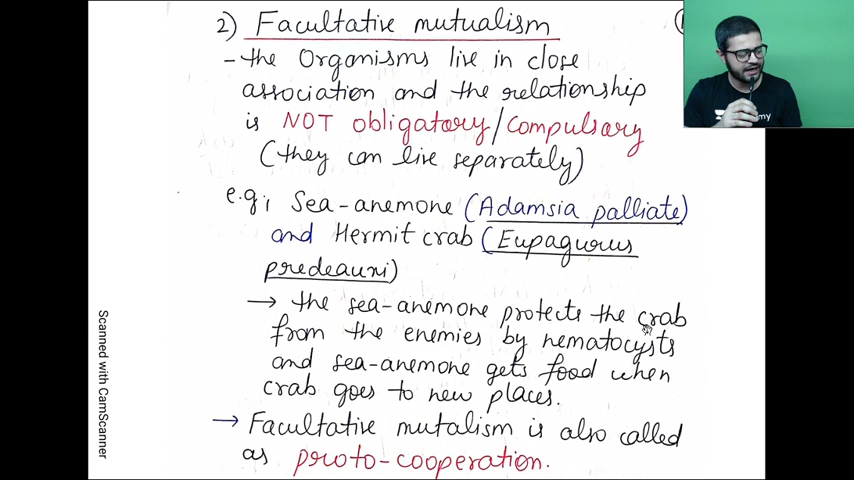 2) Facultative mutualism
- the Organisms live in close
association and the relationship
is NOT obligatory/compulsary
(they can live separately)
e.g; Sea-anemone (Adamsia palliate)
and Hermit crab (Eupagurus
predeauni)
→ the sea-anemone protects the crab
from the enemies by nematocysts
and sea-anemone gets food when
crab goes to new places.
→ Facultative mutalism is also called
as proto-cooperation.
Scanned with CamScanner